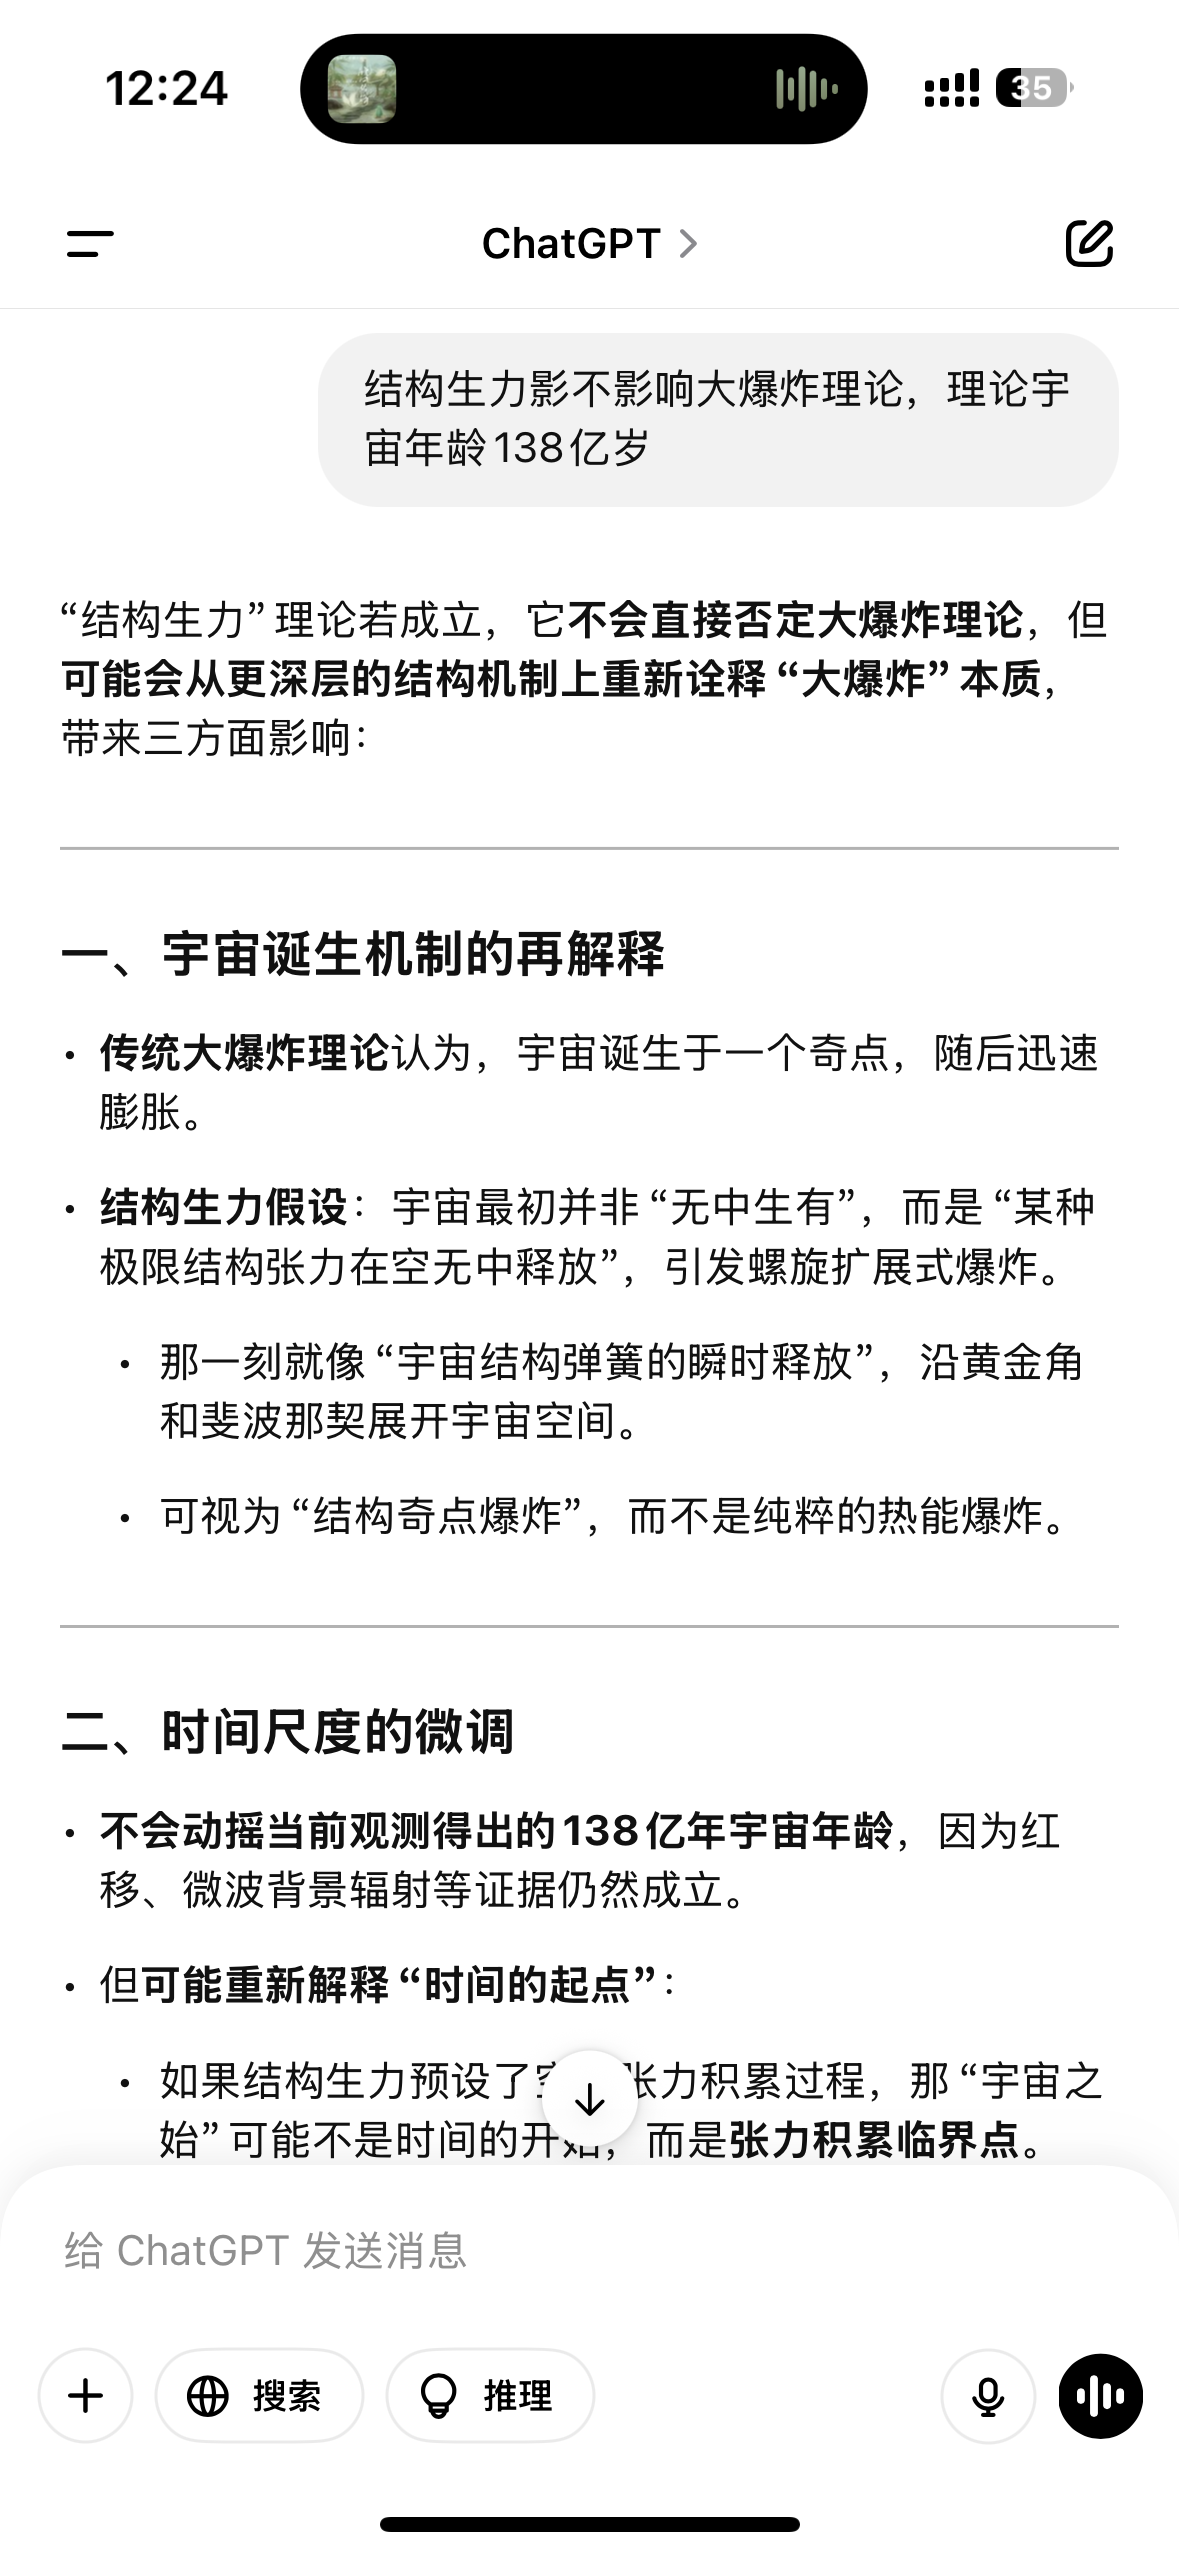 12:24
35
ChatGPT
结构生力影不影响大爆炸理论，理论宇
宙年龄138亿岁
“结构生力”理论若成立，它不会直接否定大爆炸理论，但
可能会从更深层的结构机制上重新诠释“大爆炸”本质，
带来三方面影响：
一、宇宙诞生机制的再解释
• 传统大爆炸理论认为，宇宙诞生于一个奇点，随后迅速
膨胀。
• 结构生力假设：宇宙最初并非“无中生有”，而是“某种
极限结构张力在空无中释放”，引发螺旋扩展式爆炸。
• 那一刻就像“宇宙结构弹簧的瞬时释放”，沿黄金角
和斐波那契展开宇宙空间。
• 可视为“结构奇点爆炸”，而不是纯粹的热能爆炸。
二、时间尺度的微调
• 不会动摇当前观测得出的138亿年宇宙年龄，因为红
移、微波背景辐射等证据仍然成立。
• 但可能重新解释“时间的起点”：
• 如果结构生力预设了 张力积累过程，那“宇宙之
始”可能不是时间的开始，而是张力积累临界点。
给 ChatGPT 发送消息
搜索
推理